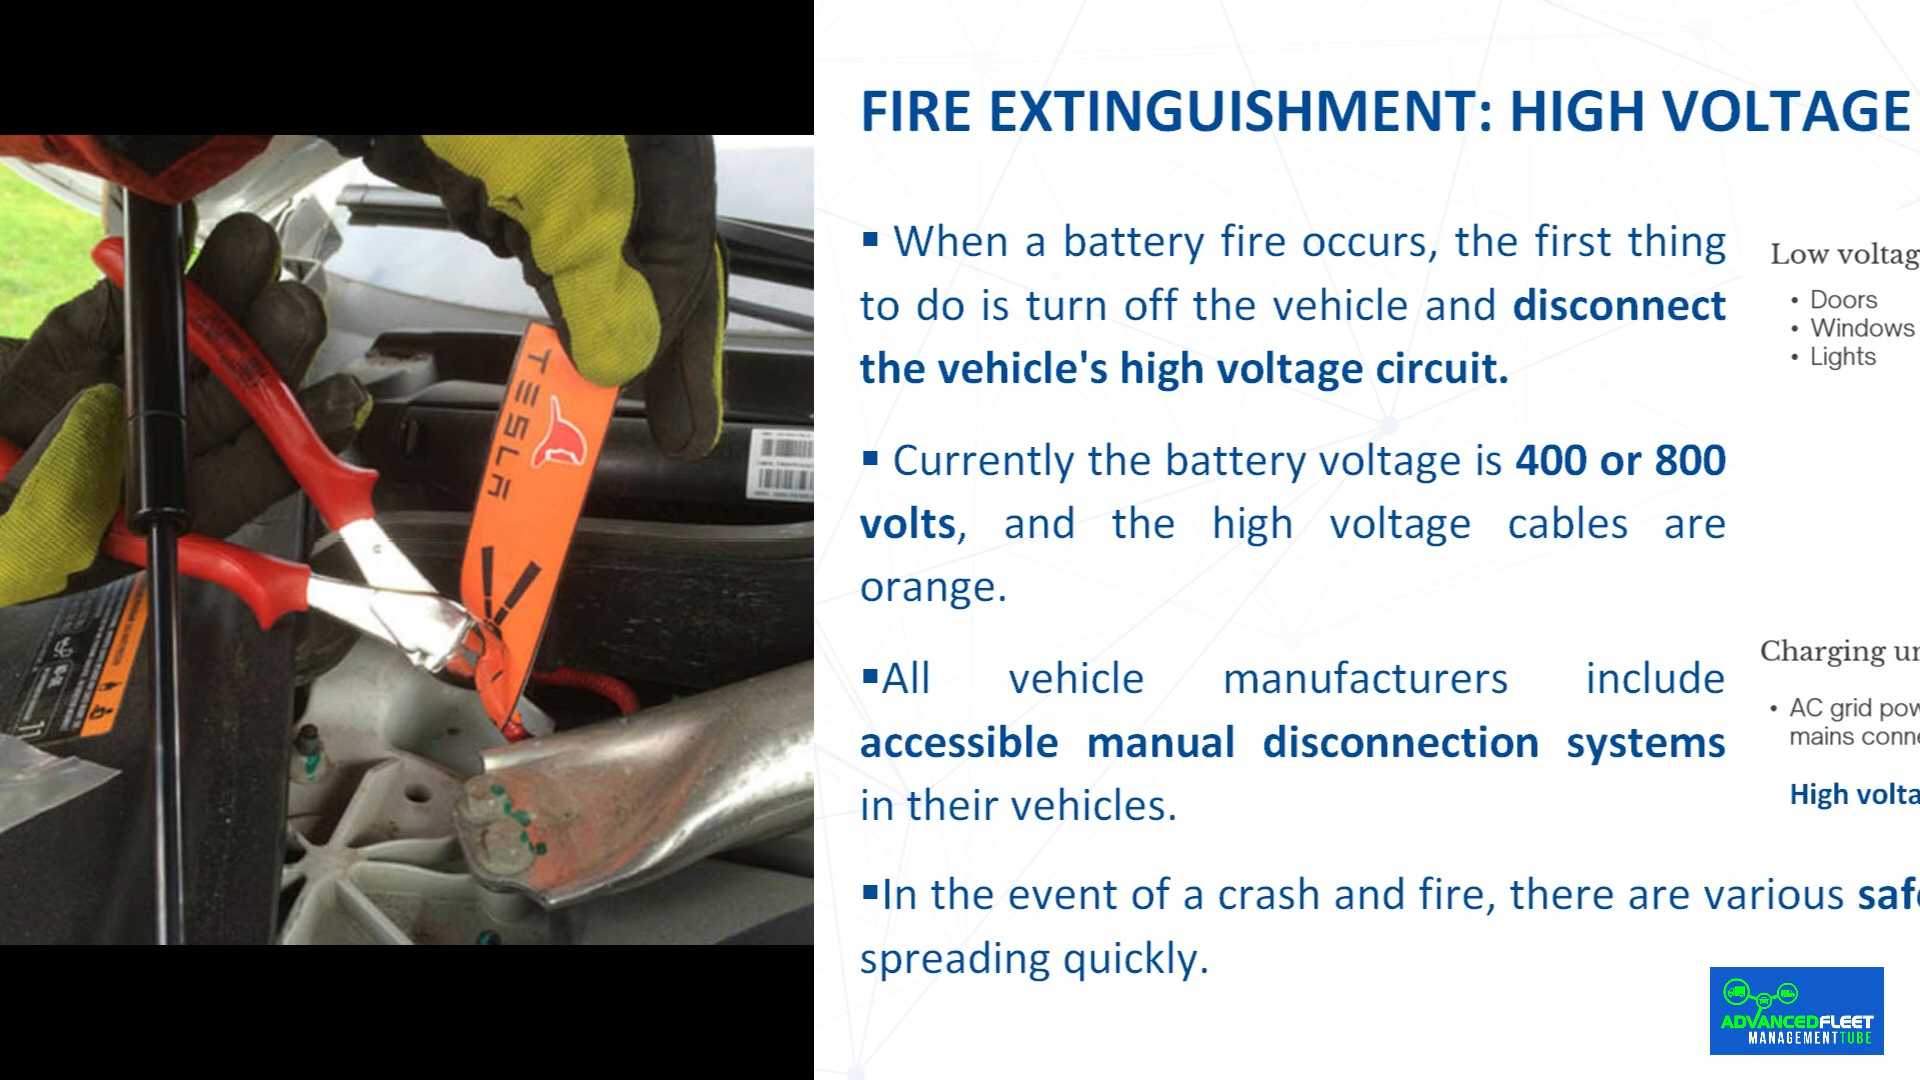 TESLA
FIRE EXTINGUISHMENT: HIGH VOLTAGE
▪ When a battery fire occurs, the first thing
to do is turn off the vehicle and disconnect
the vehicle's high voltage circuit.
▪ Currently the battery voltage is 400 or 800
volts, and the high voltage cables are
orange.
▪All vehicle manufacturers include
accessible manual disconnection systems
in their vehicles.
▪In the event of a crash and fire, there are various safe
spreading quickly.
Low voltag
• Doors
• Windows
• Lights
Charging un
• AC grid pow
mains conne
High volta
ADVANCEDFLEET
MANAGEMENTTUBE